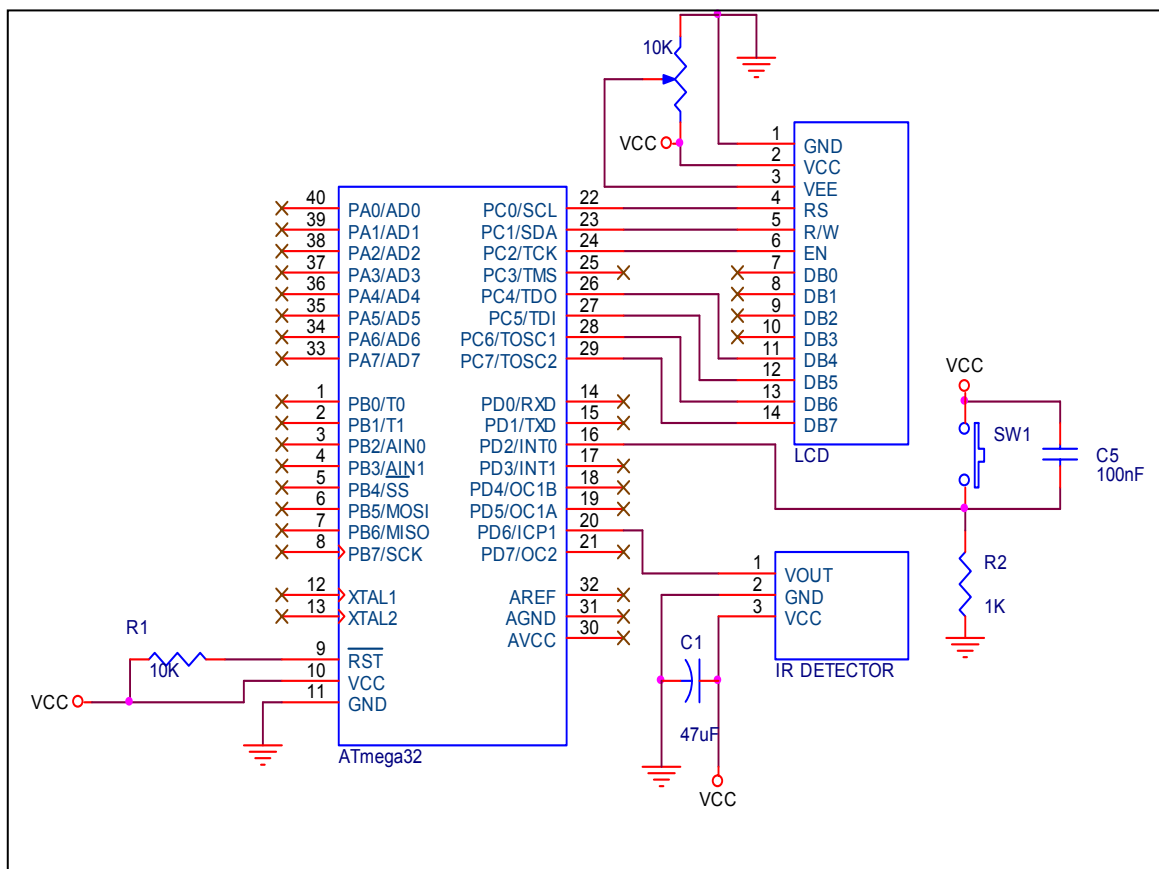 10K
VCC
1 GND
2 VCC
3 VEE
4 RS
5 R/W
6 EN
7 DB0
8 DB1
9 DB2
10 DB3
11 DB4
12 DB5
13 DB6
14 DB7
LCD
40 PA0/AD0
39 PA1/AD1
38 PA2/AD2
37 PA3/AD3
36 PA4/AD4
35 PA5/AD5
34 PA6/AD6
33 PA7/AD7
1 PB0/T0
2 PB1/T1
3 PB2/AIN0
4 PB3/AIN1
5 PB4/SS
6 PB5/MOSI
7 PB6/MISO
8 PB7/SCK
12 XTAL1
13 XTAL2
9 RST
10 VCC
11 GND
PC0/SCL 22
PC1/SDA 23
PC2/TCK 24
PC3/TMS 25
PC4/TDO 26
PC5/TDI 27
PC6/TOSC1 28
PC7/TOSC2 29
PD0/RXD 14
PD1/TXD 15
PD2/INT0 16
PD3/INT1 17
PD4/OC1B 18
PD5/OC1A 19
PD6/ICP1 20
PD7/OC2 21
AREF 32
AGND 31
AVCC 30
ATmega32
R1
10K
VCC
VCC
SW1
C5
100nF
R2
1K
1 VOUT
2 GND
3 VCC
IR DETECTOR
C1
47uF
VCC